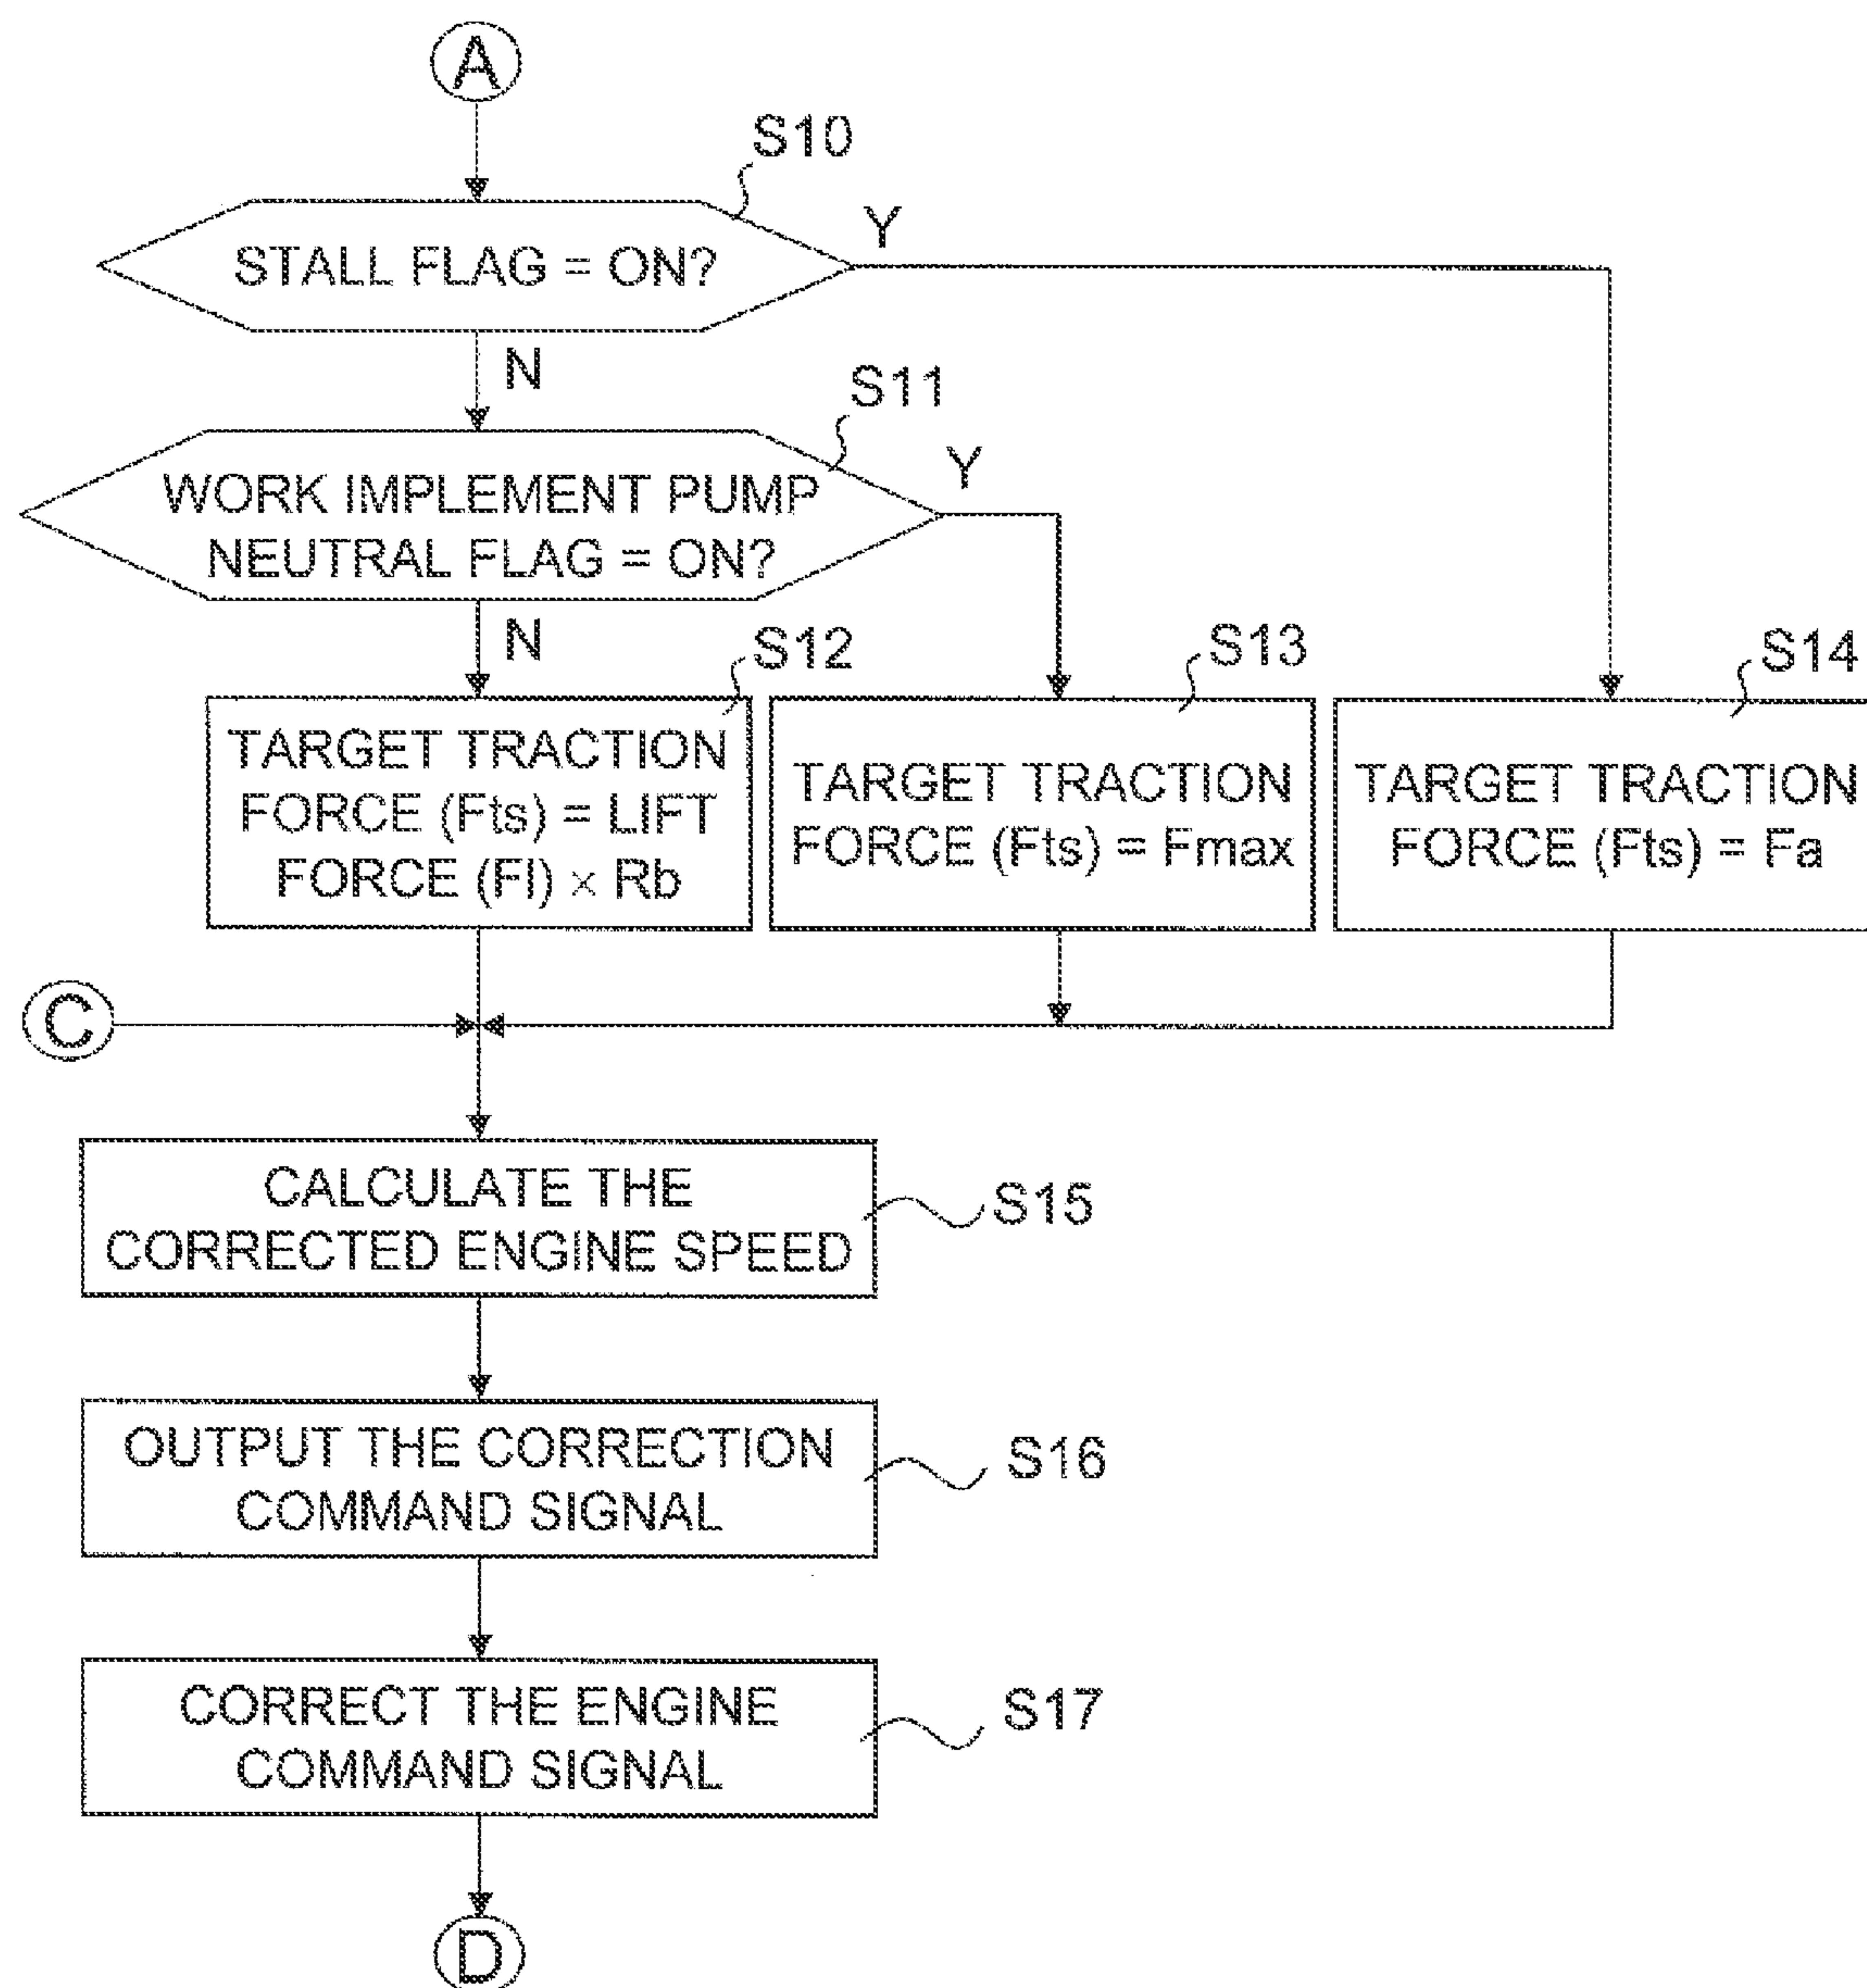 A
S10
STALL FLAG = ON?
Y
N
S11
WORK IMPLEMENT PUMP
NEUTRAL FLAG = ON?
Y
N
S12
TARGET TRACTION
FORCE (Fts) = LIFT
FORCE (Fl) × Rb
S13
TARGET TRACTION
FORCE (Fts) = Fmax
S14
TARGET TRACTION
FORCE (Fts) = Fa
C
CALCULATE THE
CORRECTED ENGINE SPEED
S15
OUTPUT THE CORRECTION
COMMAND SIGNAL
S16
CORRECT THE ENGINE
COMMAND SIGNAL
S17
D